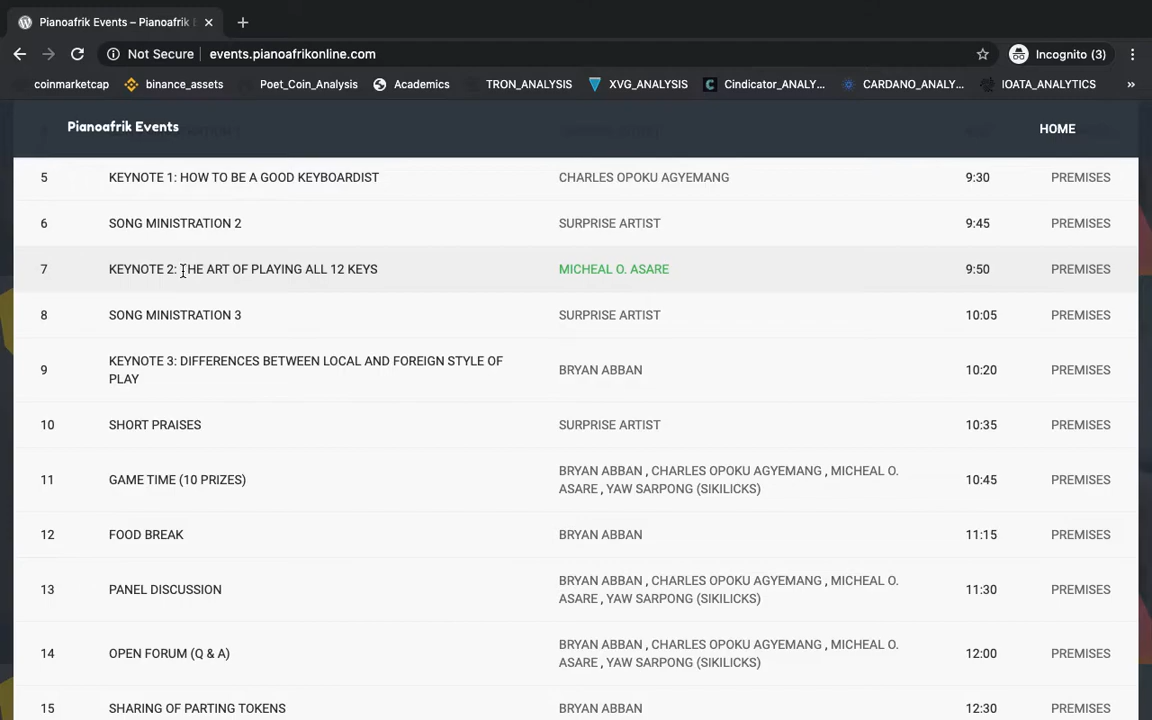 Pianoafrik Events – Pianoafrik
Not Secure events.pianoafrikonline.com Incognito (3)
coinmarketcap binance_assets Poet_Coin_Analysis Academics TRON_ANALYSIS XVG_ANALYSIS Cindicator_ANALY... CARDANO_ANALY... IOATA_ANALYTICS »
Pianoafrik Events HOME
5 KEYNOTE 1: HOW TO BE A GOOD KEYBOARDIST CHARLES OPOKU AGYEMANG 9:30 PREMISES
6 SONG MINISTRATION 2 SURPRISE ARTIST 9:45 PREMISES
7 KEYNOTE 2: THE ART OF PLAYING ALL 12 KEYS MICHEAL O. ASARE 9:50 PREMISES
8 SONG MINISTRATION 3 SURPRISE ARTIST 10:05 PREMISES
9 KEYNOTE 3: DIFFERENCES BETWEEN LOCAL AND FOREIGN STYLE OF
PLAY BRYAN ABBAN 10:20 PREMISES
10 SHORT PRAISES SURPRISE ARTIST 10:35 PREMISES
11 GAME TIME (10 PRIZES) BRYAN ABBAN , CHARLES OPOKU AGYEMANG , MICHEAL O.
ASARE , YAW SARPONG (SIKILICKS) 10:45 PREMISES
12 FOOD BREAK BRYAN ABBAN 11:15 PREMISES
13 PANEL DISCUSSION BRYAN ABBAN , CHARLES OPOKU AGYEMANG , MICHEAL O.
ASARE , YAW SARPONG (SIKILICKS) 11:30 PREMISES
14 OPEN FORUM (Q & A) BRYAN ABBAN , CHARLES OPOKU AGYEMANG , MICHEAL O.
ASARE , YAW SARPONG (SIKILICKS) 12:00 PREMISES
15 SHARING OF PARTING TOKENS BRYAN ABBAN 12:30 PREMISES